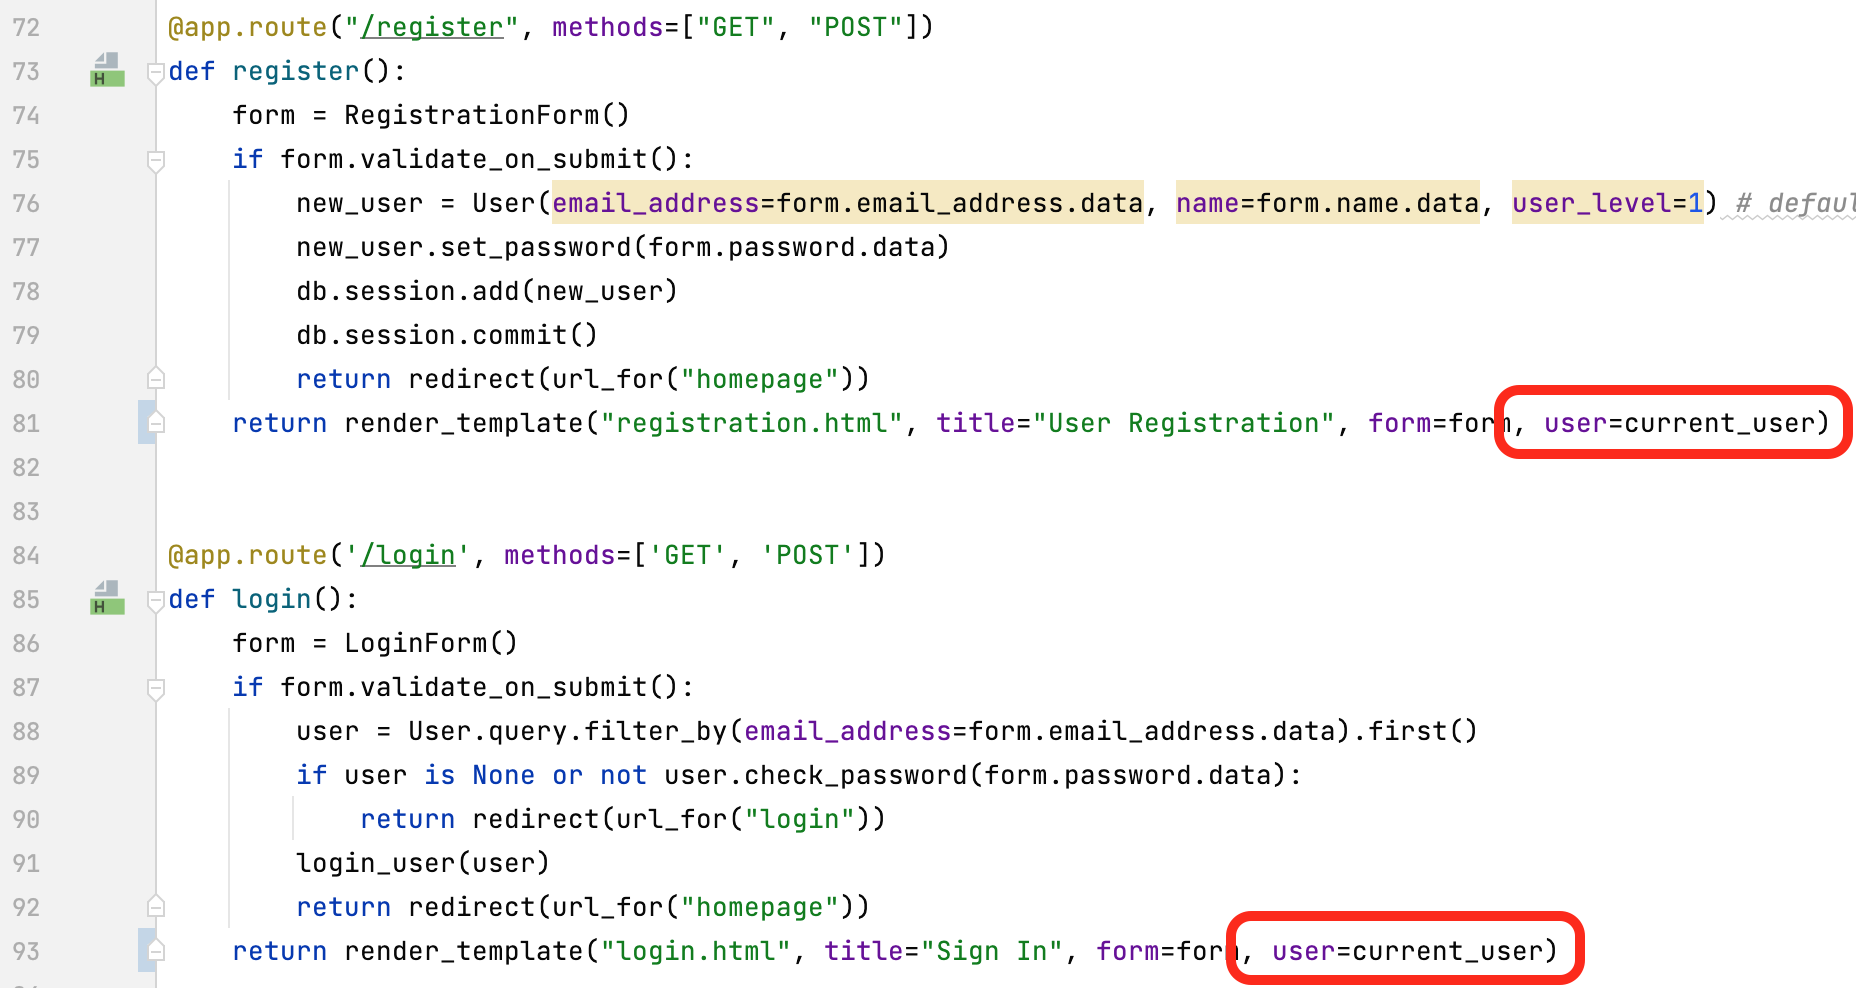 72 @app.route("/register", methods=["GET", "POST"])
73 H def register():
74 form = RegistrationForm()
75 if form.validate_on_submit():
76 new_user = User(email_address=form.email_address.data, name=form.name.data, user_level=1) # defaul
77 new_user.set_password(form.password.data)
78 db.session.add(new_user)
79 db.session.commit()
80 return redirect(url_for("homepage"))
81 return render_template("registration.html", title="User Registration", form=form, user=current_user)
82
83
84 @app.route('/login', methods=['GET', 'POST'])
85 H def login():
86 form = LoginForm()
87 if form.validate_on_submit():
88 user = User.query.filter_by(email_address=form.email_address.data).first()
89 if user is None or not user.check_password(form.password.data):
90 return redirect(url_for("login"))
91 login_user(user)
92 return redirect(url_for("homepage"))
93 return render_template("login.html", title="Sign In", form=form, user=current_user)